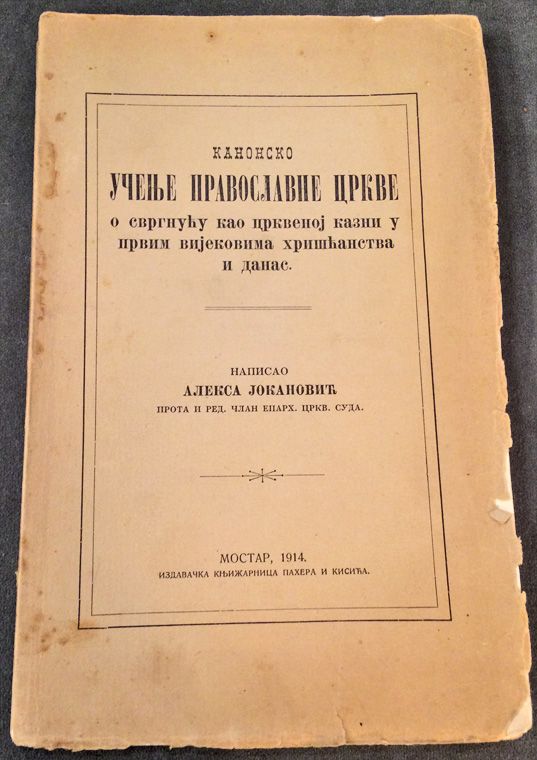 КАНОНСКО
УЧЕЊЕ ПРАВОСЛАВНЕ ЦРКВЕ
о свргнућу као црквеној казни у
првим вијековима хришћанства
и данас.
НАПИСАО
АЛЕКСА ЈОКАНОВИЋ
ПРОТА И РЕД. ЧЛАН ЕПАРХ. ЦРКВ. СУДА.
МОСТАР, 1914.
ИЗДАВАЧКА КЊИЖАРНИЦА ПАХЕРА И КИСИЋА.